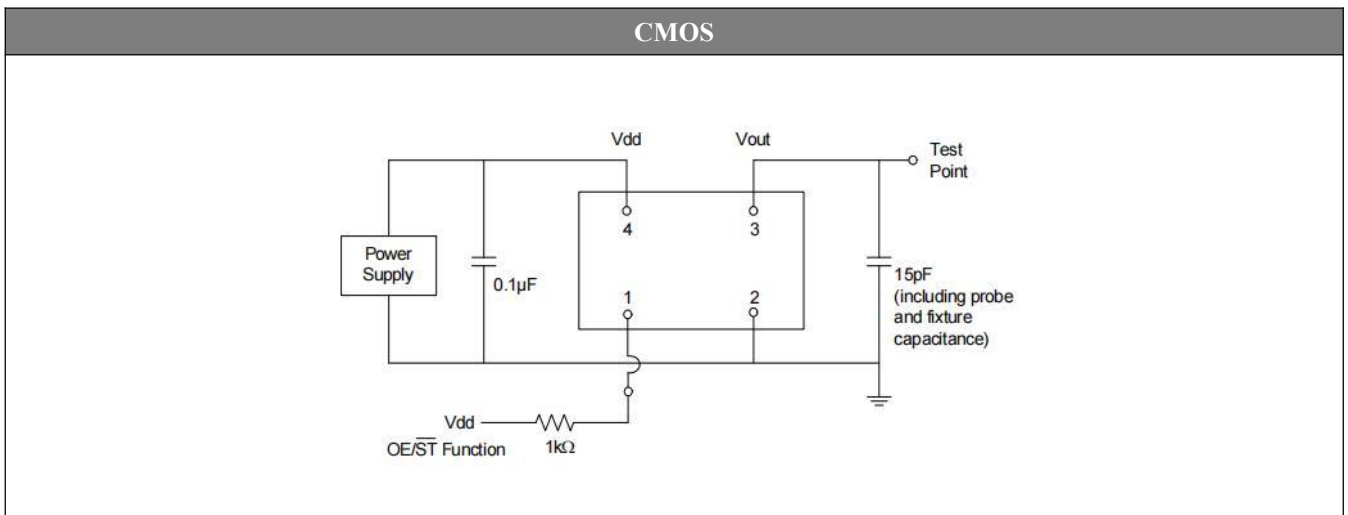 CMOS
Vdd
Vout
Test
Point
4
3
Power
Supply
0.1µF
1
2
15pF
(including probe
and fixture
capacitance)
Vdd
OE/S̅T̅ Function
1kΩ